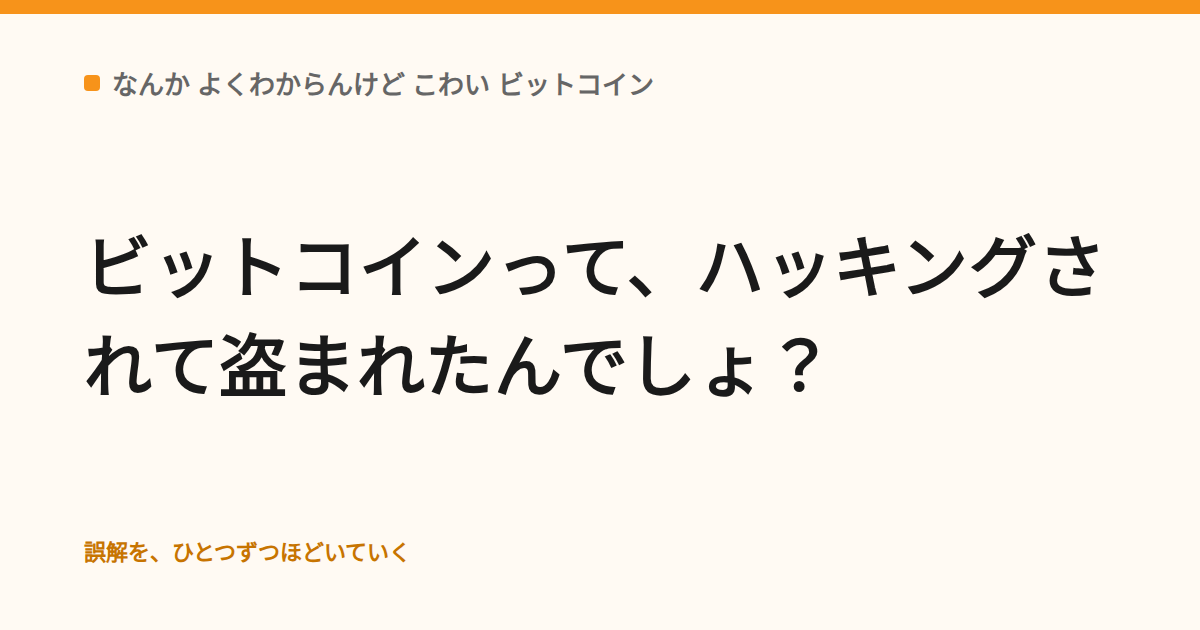 なんか よくわからんけど こわい ビットコイン
ビットコインって、ハッキングさ
れて盗まれたんでしょ？
誤解を、ひとつずつほどいていく